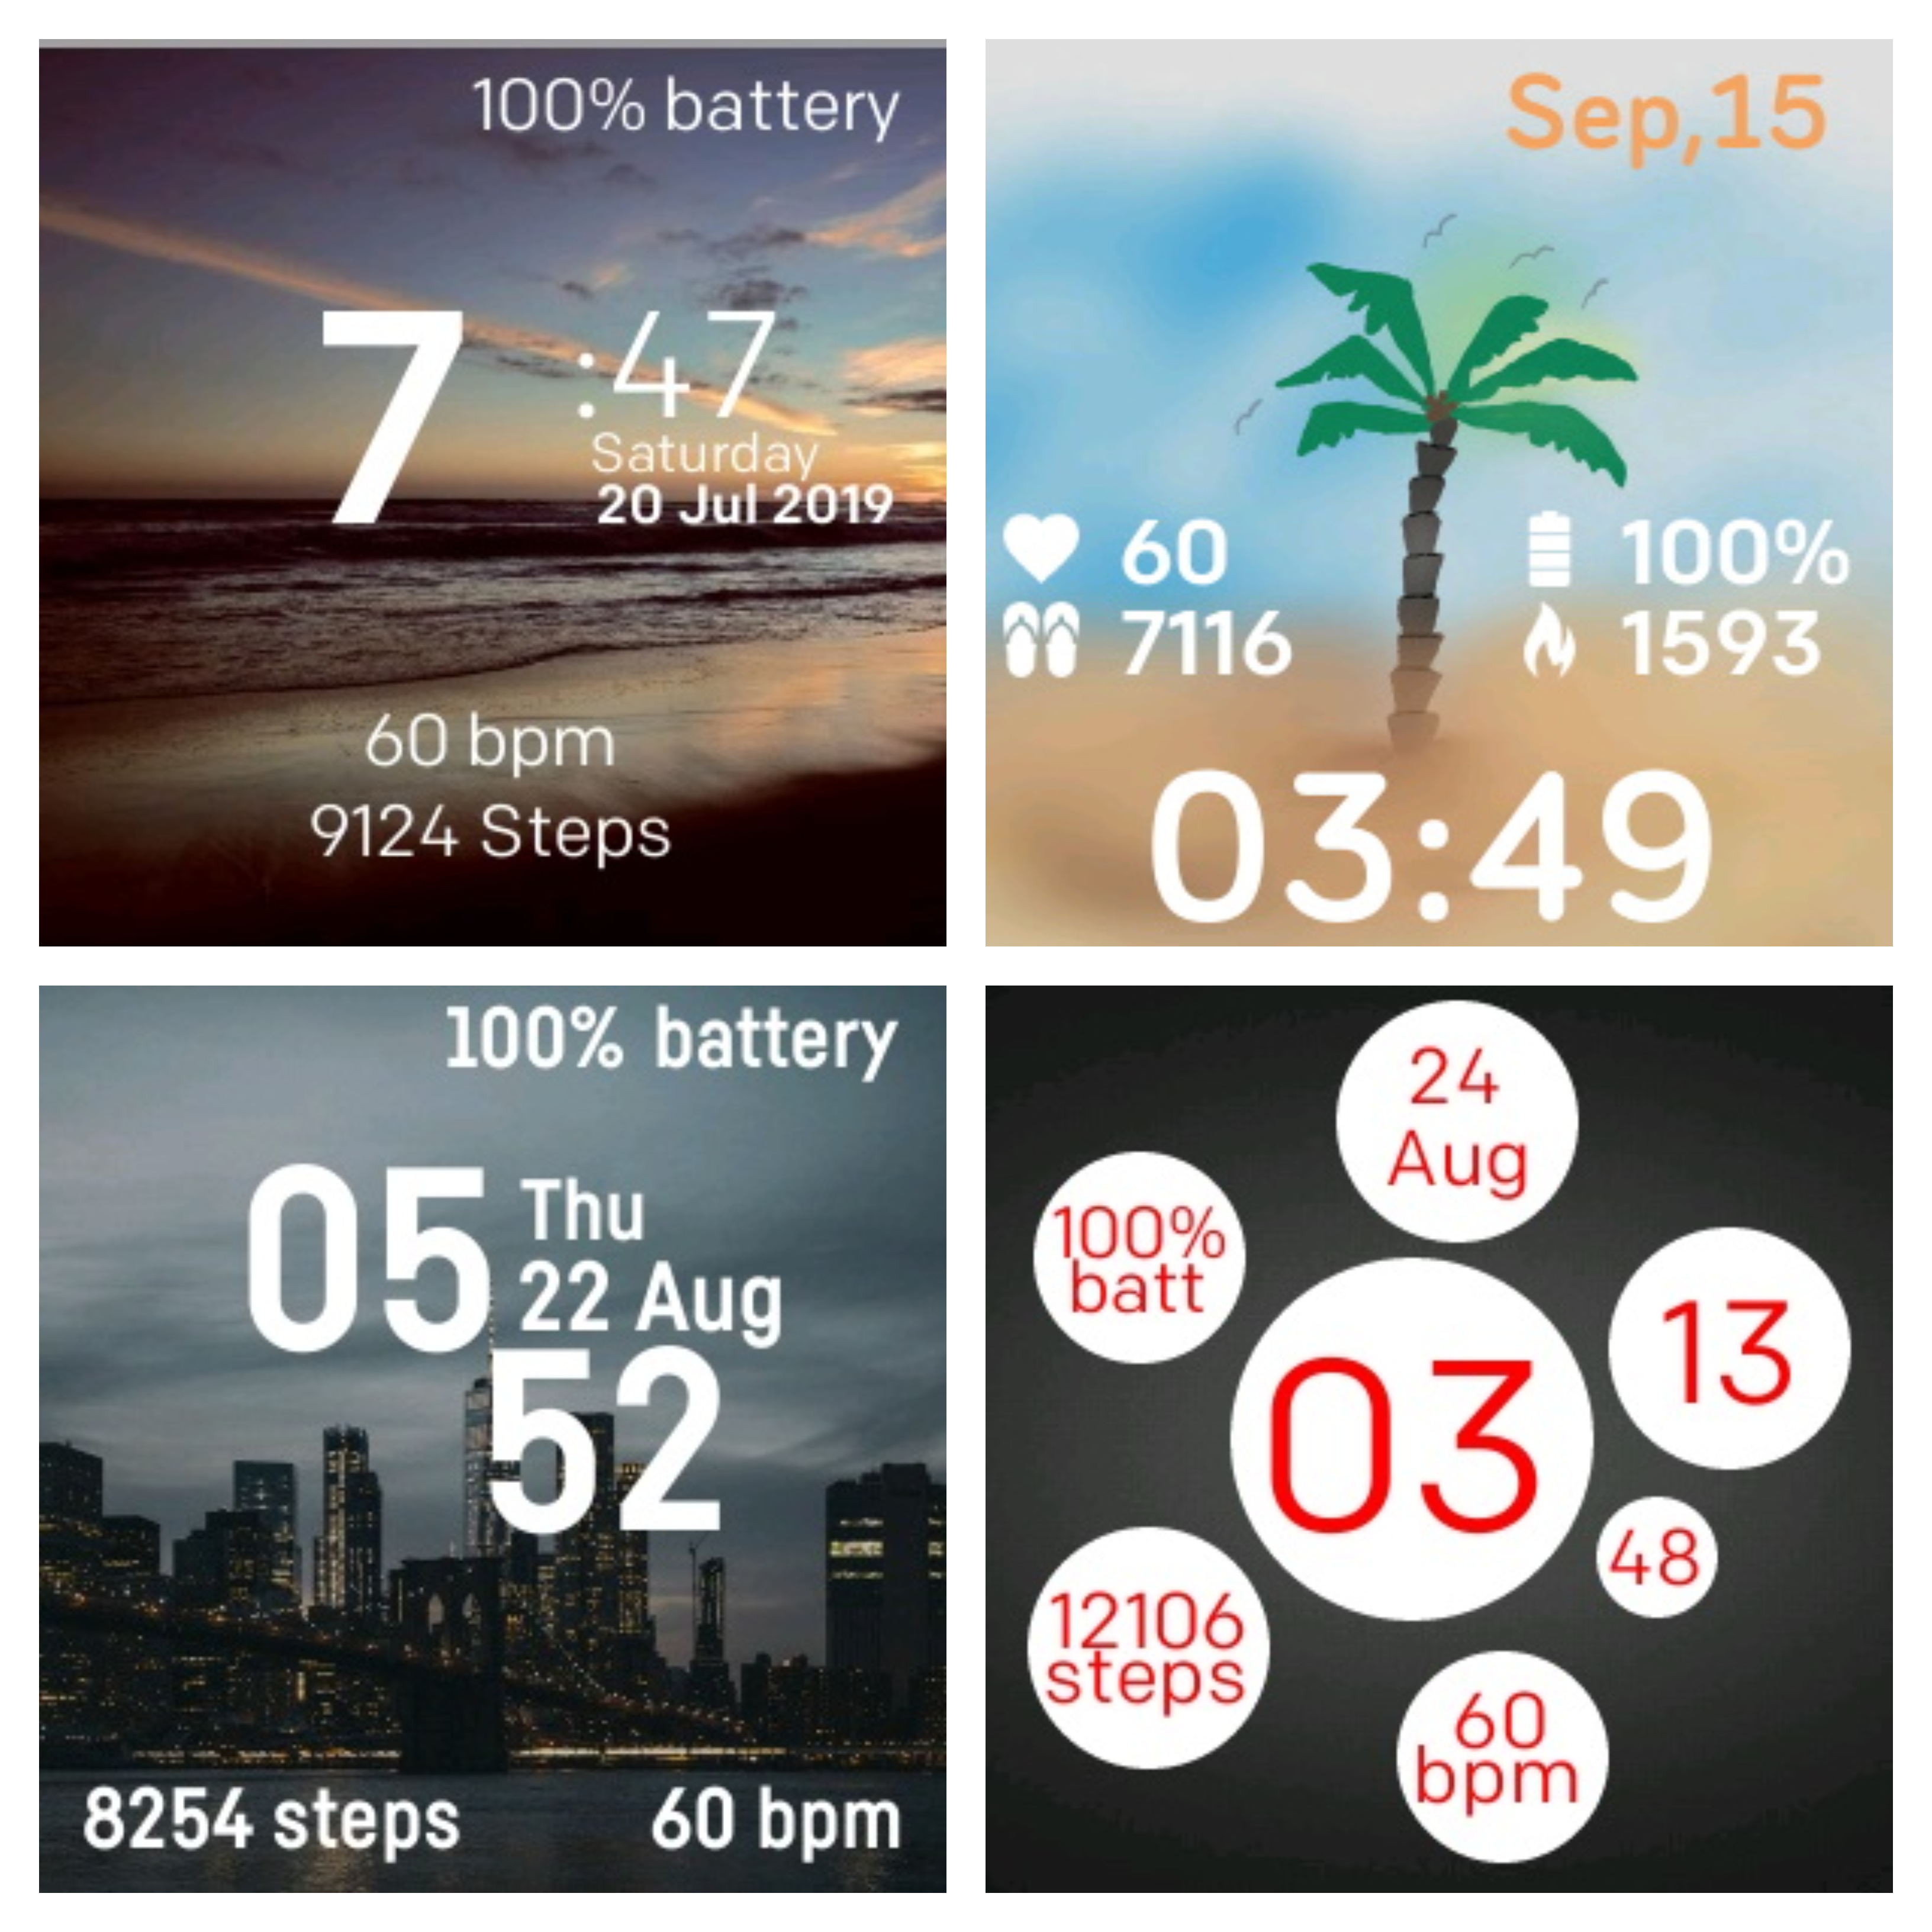 100% battery
7 :47
Saturday
20 Jul 2019
60 bpm
9124 Steps
Sep,15
60 100%
7116 1593
03:49
100% battery
05 Thu
22 Aug
52
8254 steps 60 bpm
24
Aug
100%
batt
13
03
48
12106
steps
60
bpm